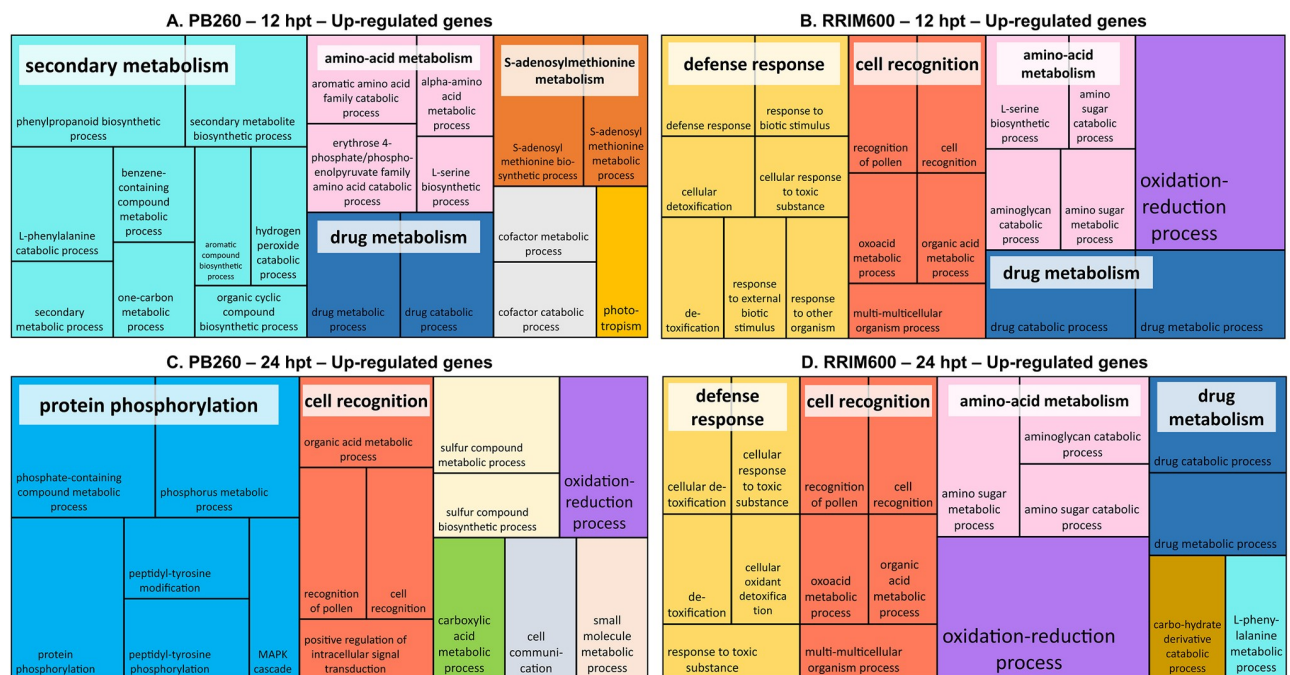 A. PB260 – 12 hpt – Up-regulated genes
secondary metabolism
phenylpropanoid biosynthetic
process
secondary metabolite
biosynthetic process
L-phenylalanine
catabolic process
benzene-
containing
compound
metabolic
process
aromatic
compound
biosynthetic
process
hydrogen
peroxide
catabolic
process
secondary
metabolic process
one-carbon
metabolic process
organic cyclic
compound
biosynthetic process
amino-acid metabolism
aromatic amino acid
family catabolic
process
alpha-amino
acid
metabolic
process
erythrose 4-
phosphate/phospho-
enolpyruvate family
amino acid catabolic
process
L-serine
biosynthetic
process
drug metabolism
drug metabolic
process
drug catabolic
process
S-adenosylmethionine
metabolism
S-adenosyl
methionine bio-
synthetic process
S-adenosyl
methionine
metabolic
process
cofactor metabolic
process
cofactor catabolic
process
photo-
tropism
B. RRIM600 – 12 hpt – Up-regulated genes
defense response
defense response
response to
biotic stimulus
cellular
detoxification
cellular response
to toxic
substance
de-
toxification
response
to external
biotic
stimulus
response
to other
organism
cell recognition
recognition
of pollen
cell
recognition
oxoacid
metabolic
process
organic acid
metabolic
process
multi-multicellular
organism process
amino-acid
metabolism
L-serine
biosynthetic
process
amino
sugar
catabolic
process
aminoglycan
catabolic
process
amino sugar
metabolic
process
oxidation-
reduction
process
drug metabolism
drug catabolic process
drug metabolic process
C. PB260 – 24 hpt – Up-regulated genes
protein phosphorylation
phosphate-containing
compound metabolic
process
phosphorus metabolic
process
protein
phosphorylation
peptidyl-tyrosine
modification
peptidyl-tyrosine
phosphorylation
MAPK
cascade
cell recognition
organic acid metabolic
process
recognition
of pollen
cell
recognition
positive regulation of
intracellular signal
transduction
sulfur compound
metabolic process
sulfur compound
biosynthetic process
oxidation-
reduction
process
carboxylic
acid
metabolic
process
cell
communi-
cation
small
molecule
metabolic
process
D. RRIM600 – 24 hpt – Up-regulated genes
defense
response
cellular de-
toxification
cellular
response
to toxic
substance
de-
toxification
cellular
oxidant
detoxifica
tion
response to toxic
substance
cell recognition
recognition
of pollen
cell
recognition
oxoacid
metabolic
process
organic
acid
metabolic
process
multi-multicellular
organism process
amino-acid metabolism
amino sugar
metabolic
process
aminoglycan catabolic
process
amino sugar catabolic
process
oxidation-reduction
process
drug
metabolism
drug catabolic
process
drug metabolic
process
carbo-hydrate
derivative
catabolic
process
L-pheny-
lalanine
metabolic
process